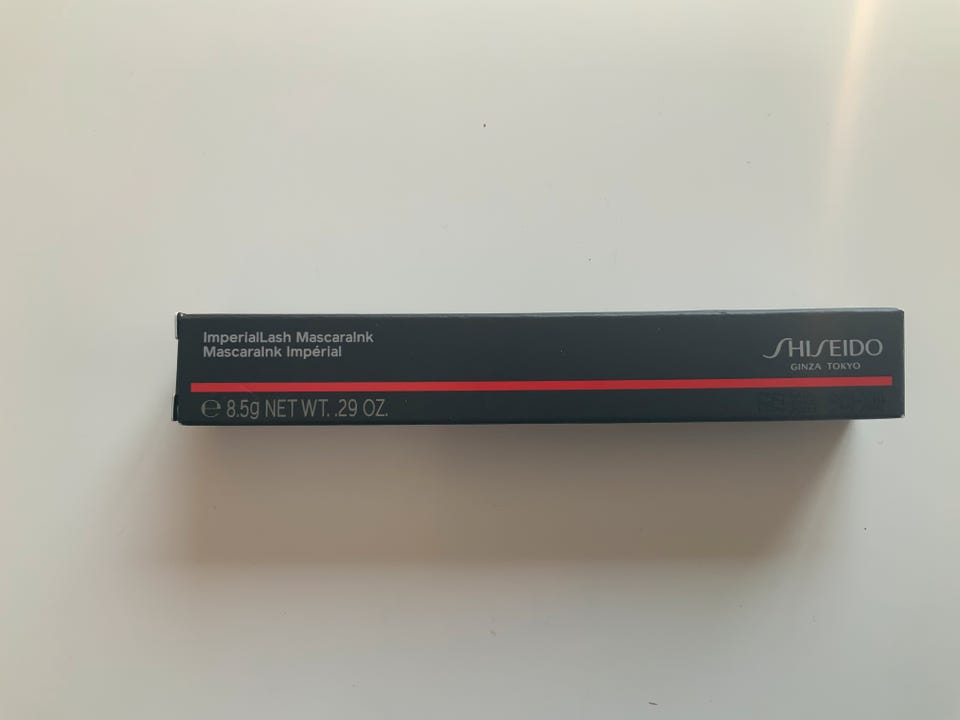 ImperialLash MascaraInk
MascaraInk Impérial
SHISEIDO
GINZA TOKYO
℮ 8.5g NET WT. .29 OZ.